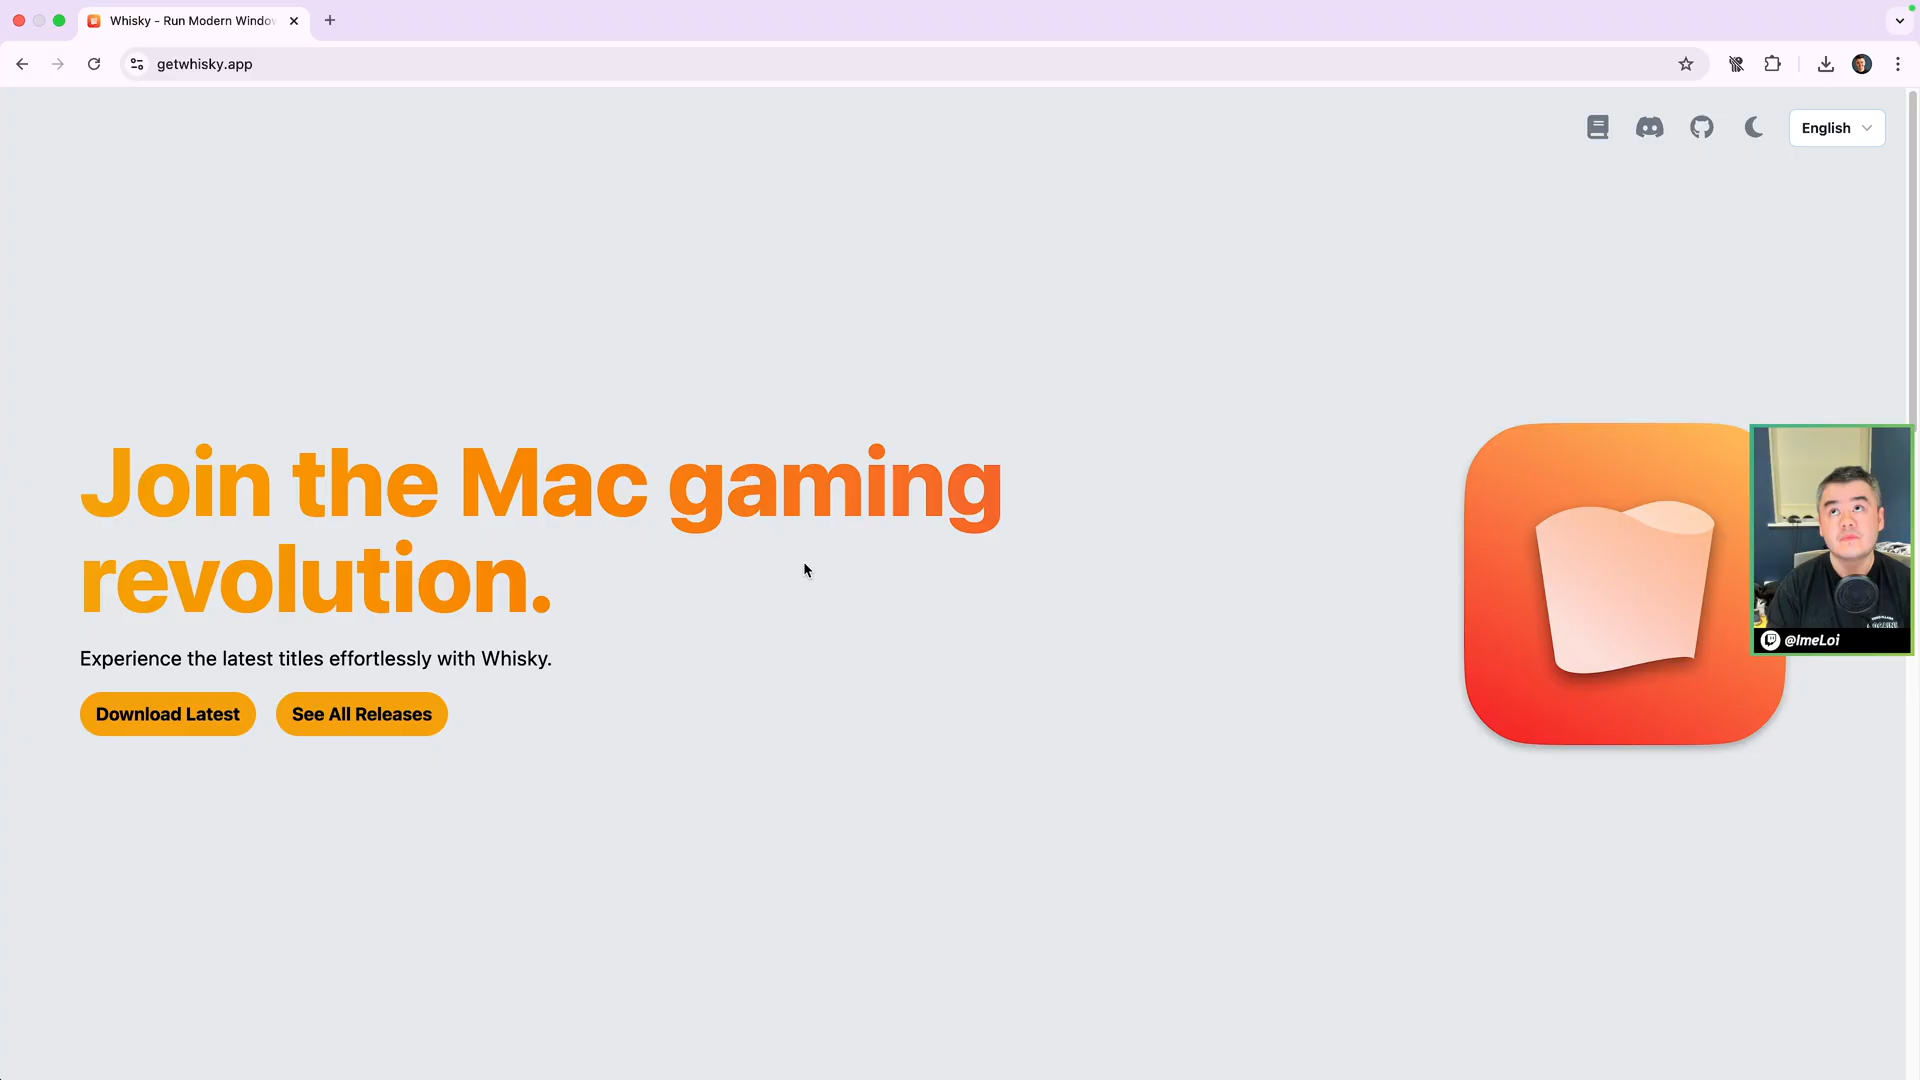 Whisky - Run Modern Windo
getwhisky.app
English
Join the Mac gaming
revolution.
Experience the latest titles effortlessly with Whisky.
Download Latest
See All Releases
@ImeLoi